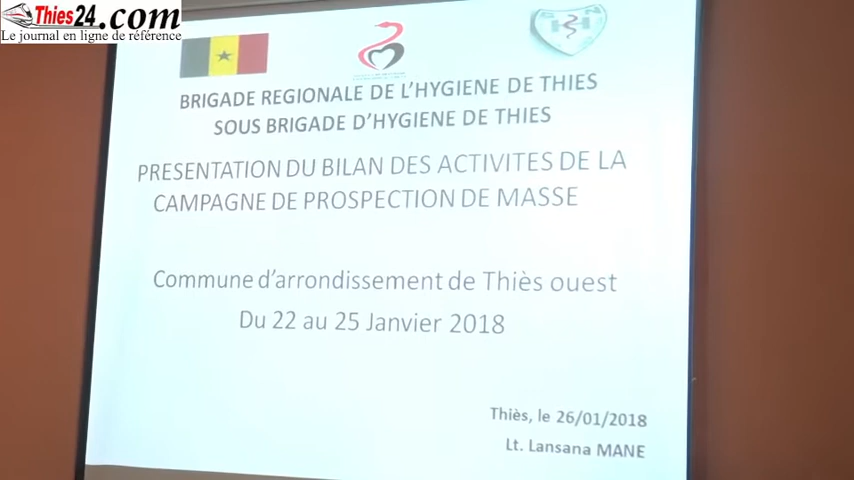 Thies24.com
Le journal en ligne de référence
BRIGADE REGIONALE DE L'HYGIENE DE THIES
SOUS BRIGADE D'HYGIENE DE THIES
PRESENTATION DU BILAN DES ACTIVITES DE LA
CAMPAGNE DE PROSPECTION DE MASSE
Commune d'arrondissement de Thiès ouest
Du 22 au 25 Janvier 2018
Thiès, le 26/01/2018
Lt. Lansana MANE